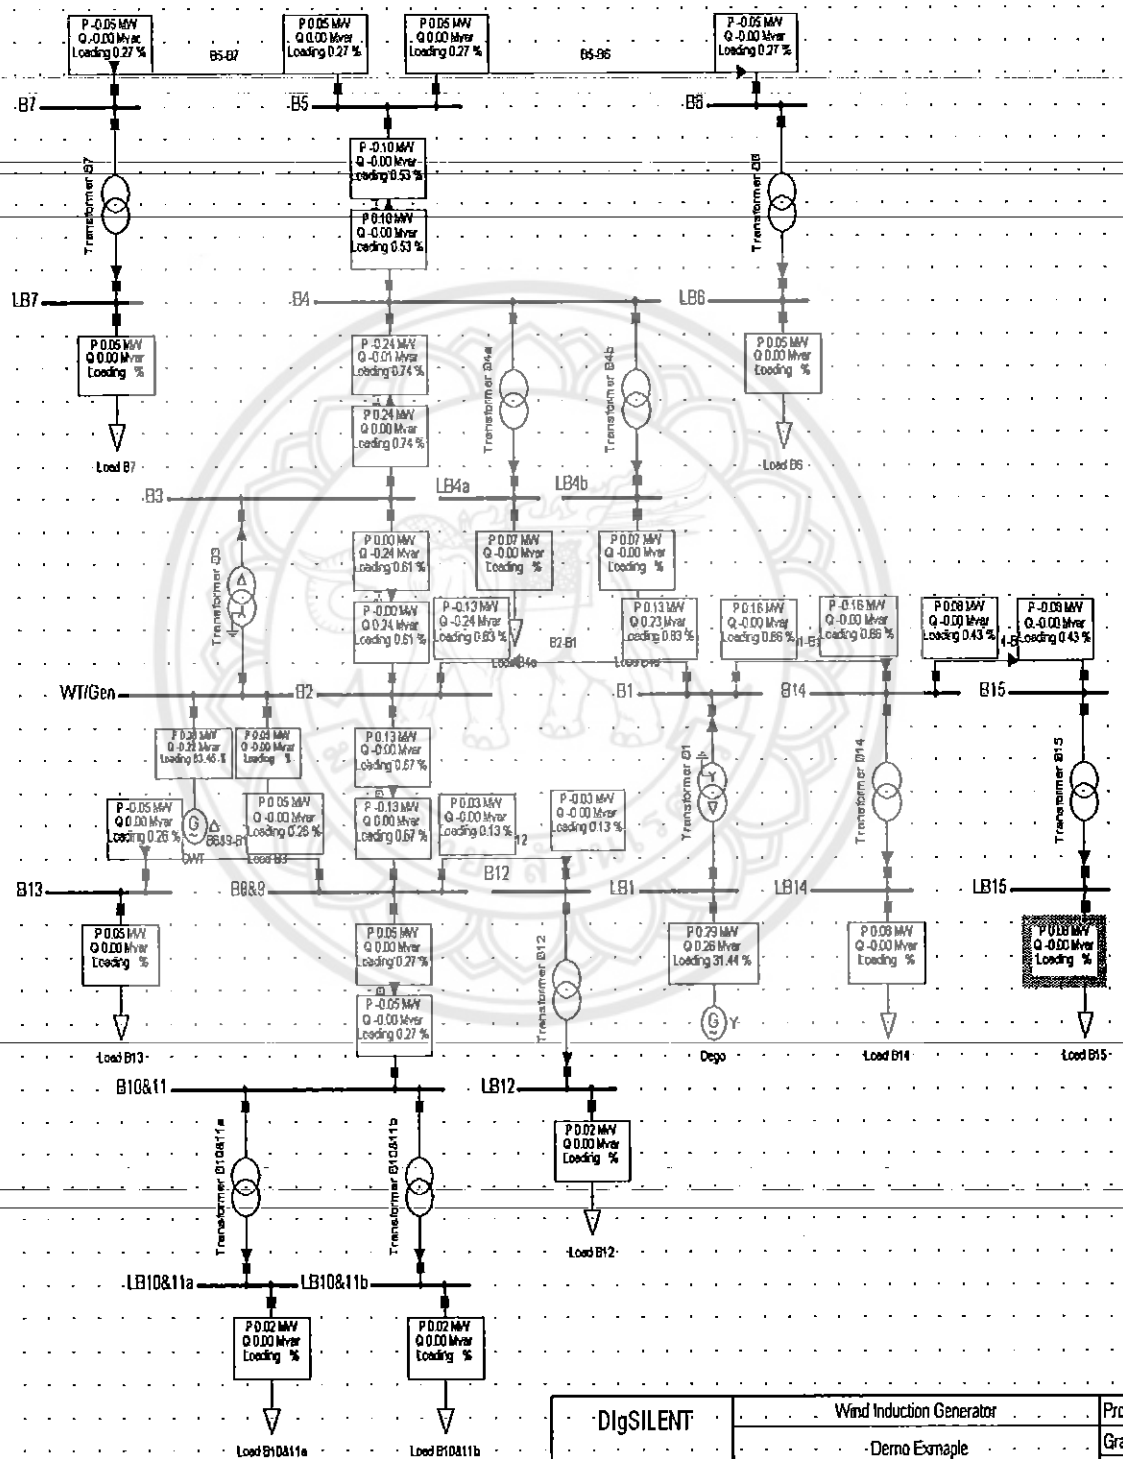 P -0.05 MW
Q -0.00 Mvar
Loading 0.27 %
B5-B7
P 0.05 MW
Q 0.00 Mvar
Loading 0.27 %
P 0.05 MW
Q 0.00 Mvar
Loading 0.27 %
B5-B6
P -0.05 MW
Q -0.00 Mvar
Loading 0.27 %
B7
B5
B6
Transformer B7
P -0.10 MW
Q -0.00 Mvar
Loading 0.53 %
P 0.10 MW
Q -0.00 Mvar
Loading 0.53 %
LB7
B4
LB6
P 0.05 MW
Q 0.00 Mvar
Loading %
P -0.24 MW
Q -0.01 Mvar
Loading 0.74 %
Transformer B4a
Transformer B4b
P 0.05 MW
Q 0.00 Mvar
Loading %
P 0.24 MW
Q 0.00 Mvar
Loading 0.74 %
Load B7
Load B6
B3
LB4a
LB4b
Transformer B3
P 0.00 MW
Q -0.24 Mvar
Loading 0.61 %
P 0.07 MW
Q -0.00 Mvar
Loading %
P 0.07 MW
Q -0.00 Mvar
Loading %
P -0.00 MW
Q 0.24 Mvar
Loading 0.61 %
P -0.13 MW
Q -0.24 Mvar
Loading 0.83 %
B2-B1
P 0.13 MW
Q 0.23 Mvar
Loading 0.83 %
P 0.16 MW
Q -0.00 Mvar
Loading 0.66 %
P -0.16 MW
Q -0.00 Mvar
Loading 0.66 %
P 0.08 MW
Q -0.00 Mvar
Loading 0.43 %
P -0.08 MW
Q -0.00 Mvar
Loading 0.43 %
WT/Gen
B2
B1
B14
B15
Q -0.22 Mvar
Q -0.00 Mvar
Loading %
P 0.13 MW
Q -0.00 Mvar
Loading 0.67 %
Transformer B1
Transformer B14
Transformer B15
P -0.05 MW
Q 0.00 Mvar
Loading 0.26 %
G
P 0.05 MW
Q 0.00 Mvar
Loading 0.26 %
Load B3
P -0.13 MW
Q 0.00 Mvar
Loading 0.67 %
P 0.03 MW
Q -0.00 Mvar
Loading 0.13 %
P -0.03 MW
Q -0.00 Mvar
Loading 0.13 %
B13
B8&9
B12
LB1
LB14
LB15
P 0.05 MW
Q 0.00 Mvar
Loading %
P 0.05 MW
Q 0.00 Mvar
Loading 0.27 %
Transformer B12
P 0.29 MW
Q 0.26 Mvar
Loading 31.44 %
P 0.08 MW
Q -0.00 Mvar
Loading %
P 0.08 MW
Q -0.00 Mvar
Loading %
P -0.05 MW
Q -0.00 Mvar
Loading 0.27 %
G Y
Load B13
Dego
Load B14
Load B15
B10&11
LB12
Transformer B10&11a
Transformer B10&11b
P 0.02 MW
Q 0.00 Mvar
Loading %
Load B12
LB10&11a
LB10&11b
P 0.02 MW
Q 0.00 Mvar
Loading %
P 0.02 MW
Q 0.00 Mvar
Loading %
Load B10&11a
Load B10&11b
DIgSILENT
Wind Induction Generator
Demo Exmaple
Pro
Gra